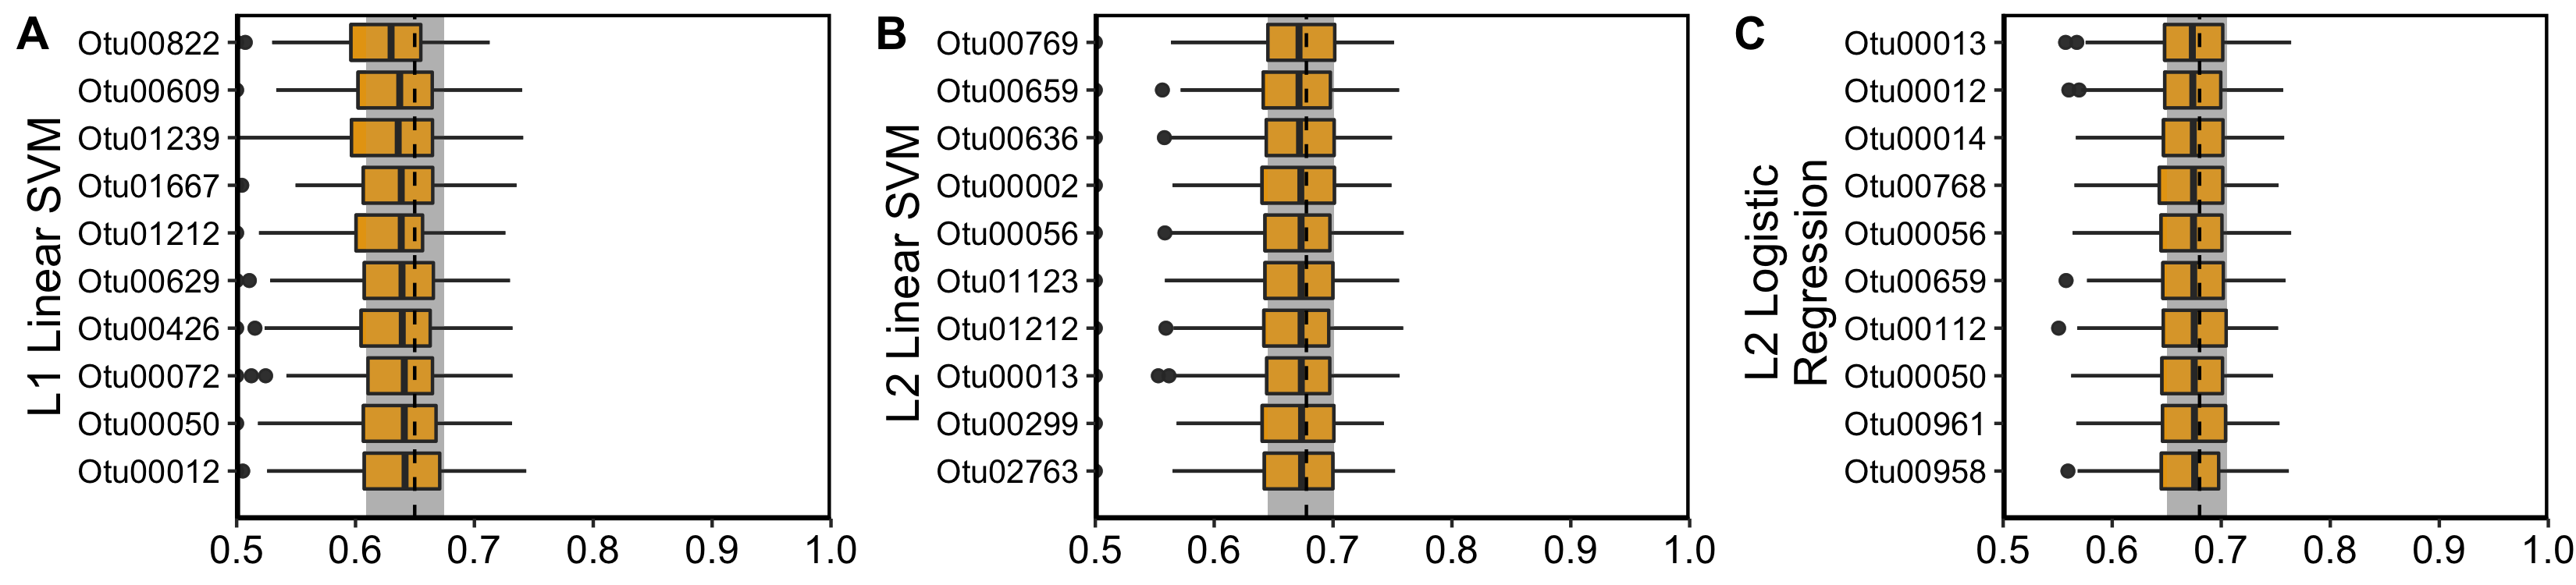 A
L1 Linear SVM
Otu00822
Otu00609
Otu01239
Otu01667
Otu01212
Otu00629
Otu00426
Otu00072
Otu00050
Otu00012
0.5 0.6 0.7 0.8 0.9 1.0
B
L2 Linear SVM
Otu00769
Otu00659
Otu00636
Otu00002
Otu00056
Otu01123
Otu01212
Otu00013
Otu00299
Otu02763
0.5 0.6 0.7 0.8 0.9 1.0
C
L2 Logistic
Regression
Otu00013
Otu00012
Otu00014
Otu00768
Otu00056
Otu00659
Otu00112
Otu00050
Otu00961
Otu00958
0.5 0.6 0.7 0.8 0.9 1.0